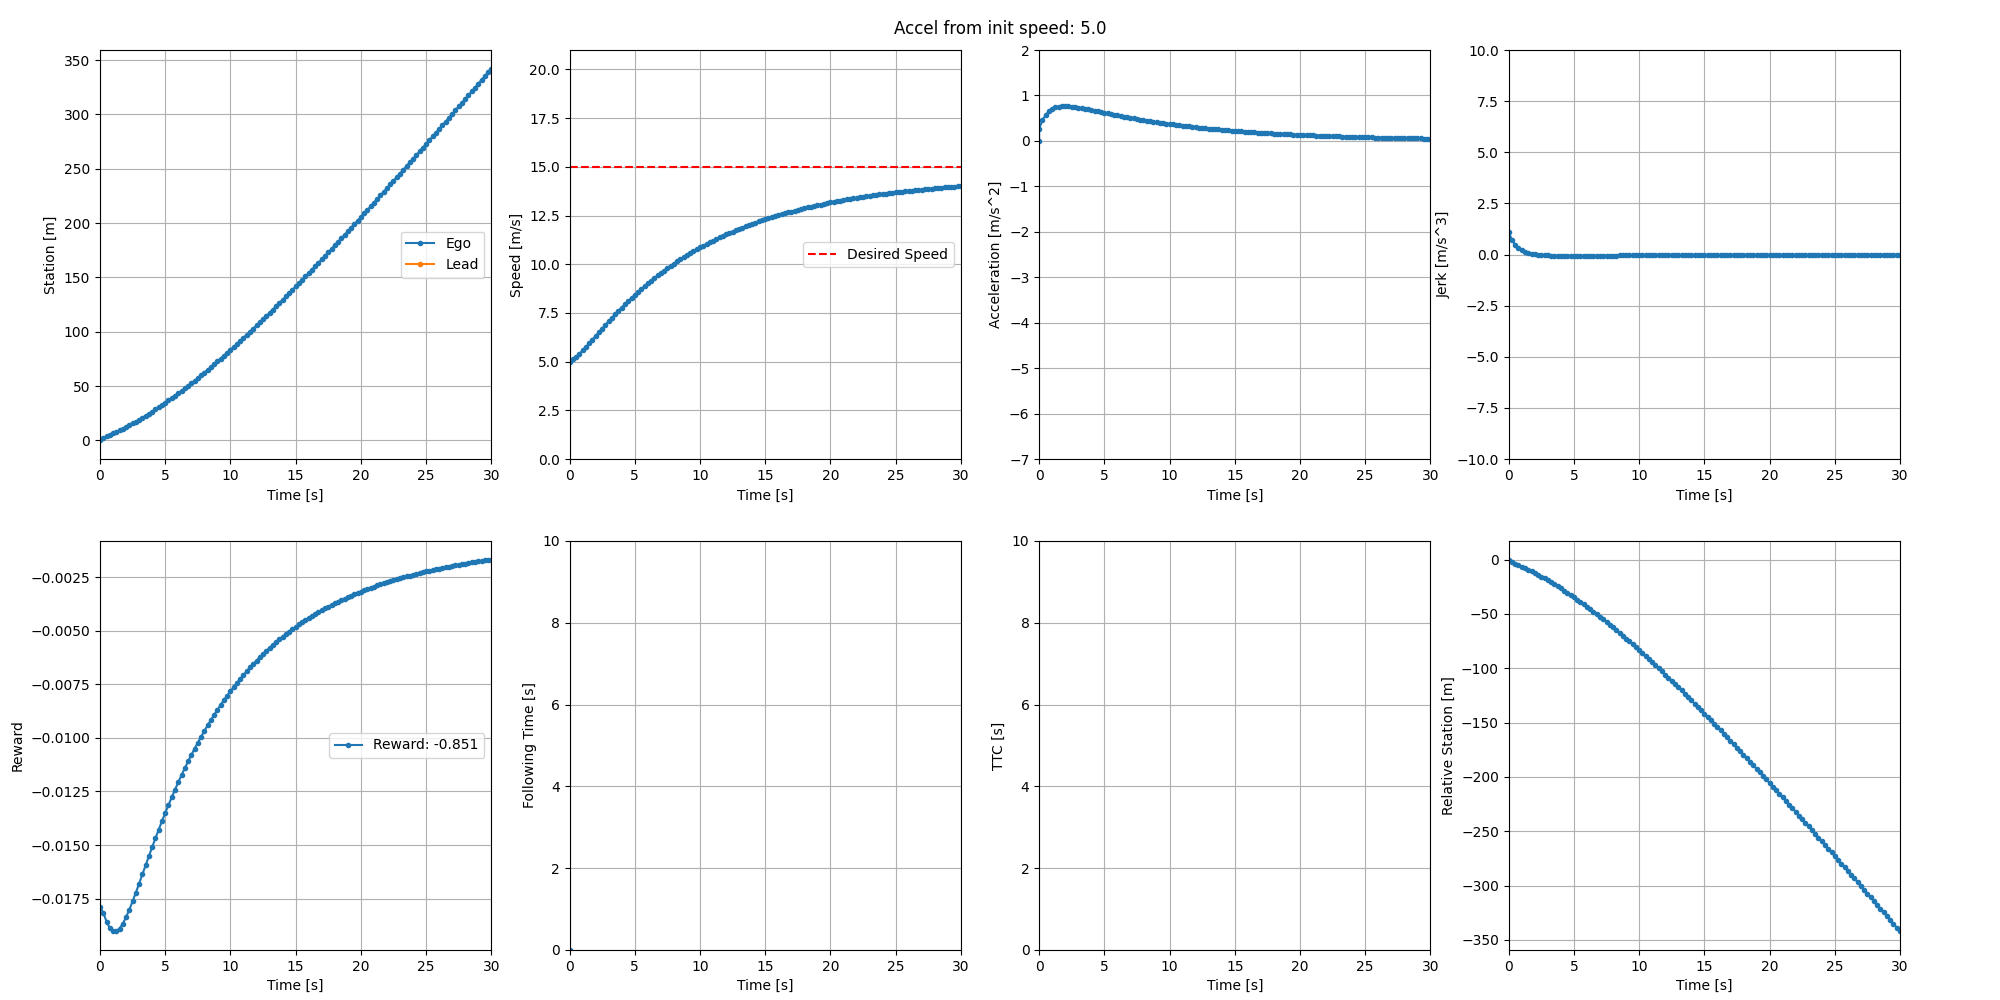 Accel from init speed: 5.0
350
300
250
200
150
100
50
0
Station [m]
Ego
Lead
0 5 10 15 20 25 30
Time [s]
20.0
17.5
15.0
12.5
10.0
7.5
5.0
2.5
0.0
Speed [m/s]
Desired Speed
0 5 10 15 20 25 30
Time [s]
2
1
0
−1
−2
−3
−4
−5
−6
−7
Acceleration [m/s^2]
0 5 10 15 20 25 30
Time [s]
10.0
7.5
5.0
2.5
0.0
−2.5
−5.0
−7.5
−10.0
Jerk [m/s^3]
0 5 10 15 20 25 30
Time [s]
−0.0025
−0.0050
−0.0075
−0.0100
−0.0125
−0.0150
−0.0175
Reward
Reward: -0.851
0 5 10 15 20 25 30
Time [s]
10
8
6
4
2
0
Following Time [s]
0 5 10 15 20 25 30
Time [s]
10
8
6
4
2
0
TTC [s]
0 5 10 15 20 25 30
Time [s]
0
−50
−100
−150
−200
−250
−300
−350
Relative Station [m]
0 5 10 15 20 25 30
Time [s]